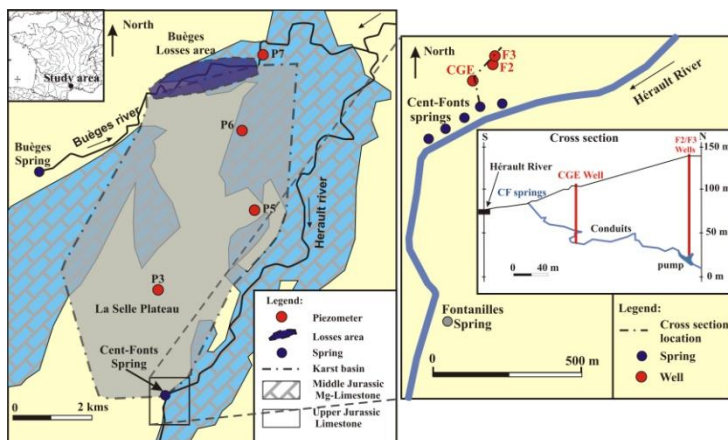 North
Study area
Buèges
Losses area
P7
Buèges river
Buèges
Spring
P6
P5
Herault river
P3
La Selle Plateau
Cent-Fonts
Spring
0 2 kms
Legend:
Piezometer
Losses area
Spring
Karst basin
Middle Jurassic
Mg-Limestone
Upper Jurassic
Limestone
North
F3
F2
CGE
Cent-Fonts
springs
Hérault River
Cross section
F2/F3
Wells
S
N
150 m
Hérault River
CGE Well
CF springs
100 m
Conduits
50 m
pump
0 m
0 40 m
Fontanilles
Spring
Legend:
Cross section
location
Spring
Well
0 500 m